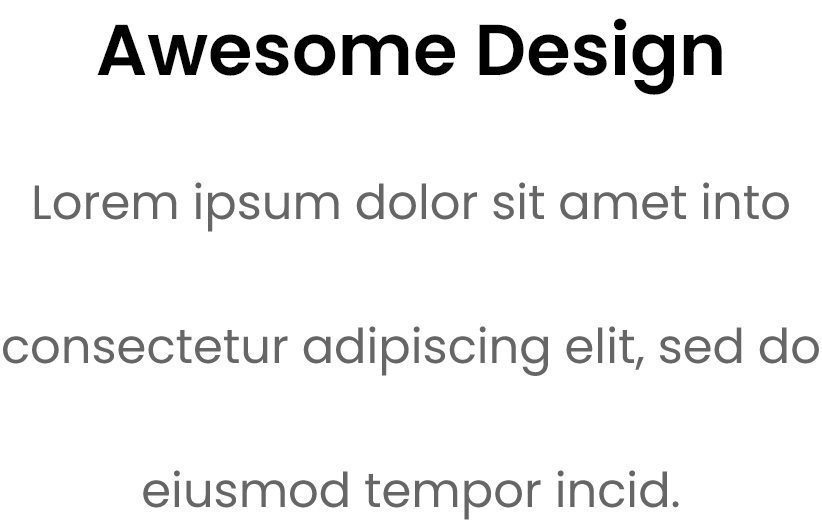 Awesome Design
Lorem ipsum dolor sit amet into
consectetur adipiscing elit, sed do
eiusmod tempor incid.